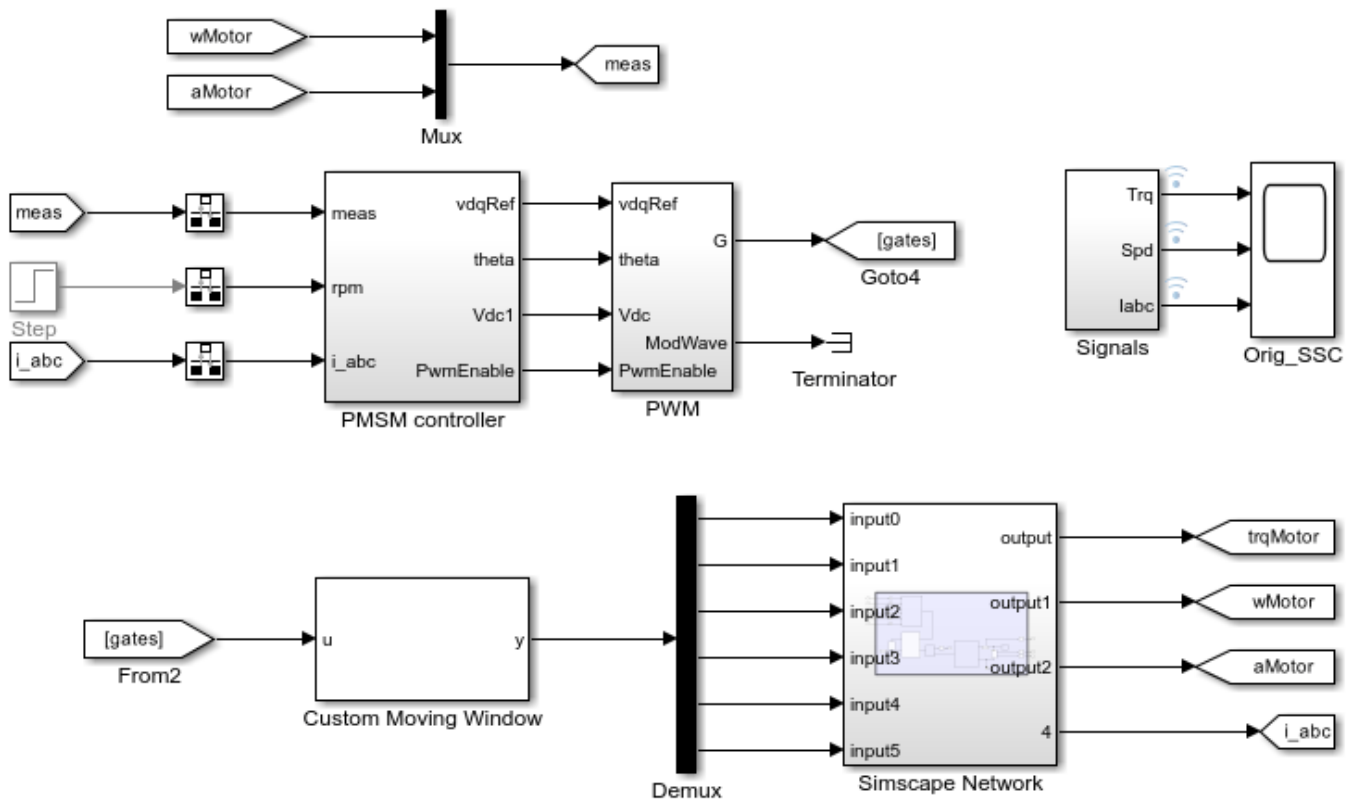 wMotor
aMotor
meas
Mux
meas
Step
i_abc
meas
rpm
i_abc
vdqRef
theta
Vdc1
PwmEnable
PMSM controller
vdqRef
theta
Vdc
PwmEnable
G
ModWave
PWM
[gates]
Goto4
Terminator
Trq
Spd
Iabc
Signals
Orig_SSC
[gates]
From2
u
y
Custom Moving Window
Demux
input0
input1
input2
input3
input4
input5
output
output1
output2
4
Simscape Network
trqMotor
wMotor
aMotor
i_abc